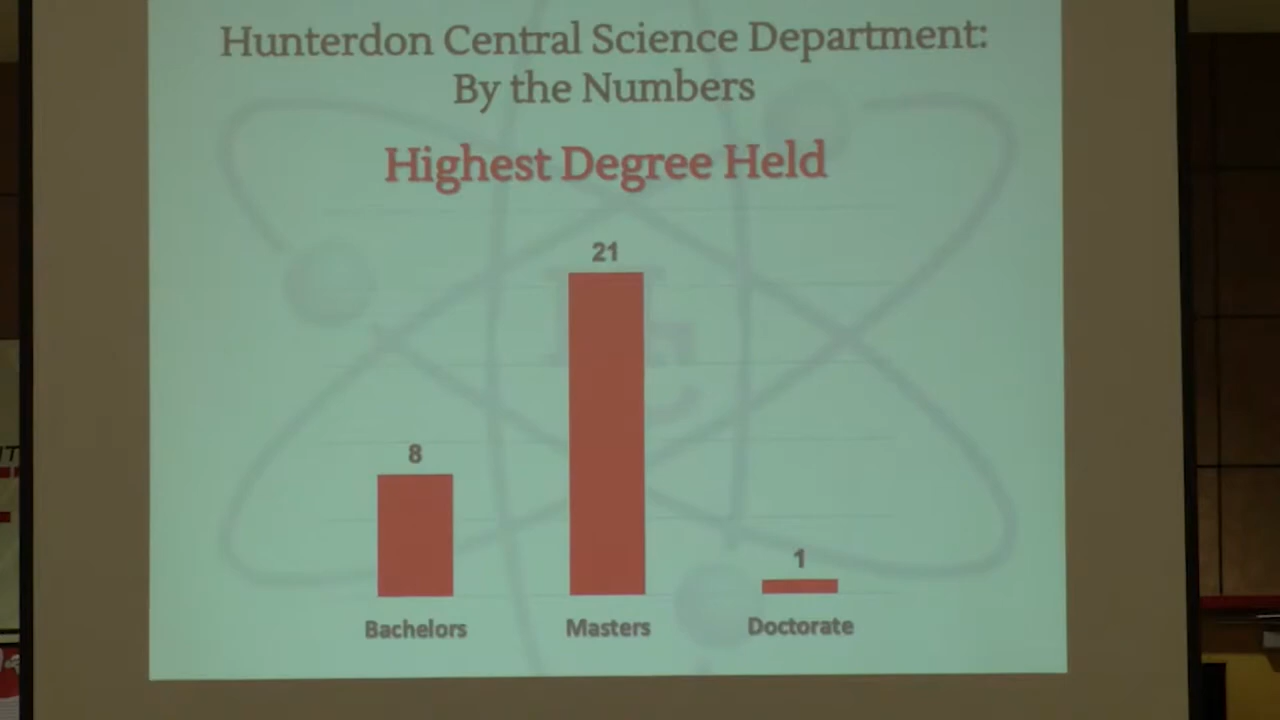 Hunterdon Central Science Department:
By the Numbers
Highest Degree Held
21
8
1
Bachelors
Masters
Doctorate